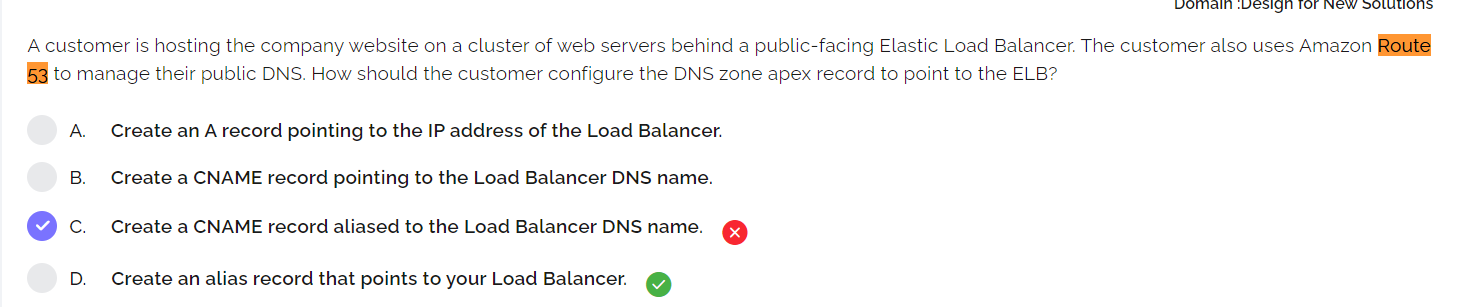 Domain :Design for New Solutions
A customer is hosting the company website on a cluster of web servers behind a public-facing Elastic Load Balancer. The customer also uses Amazon Route
53 to manage their public DNS. How should the customer configure the DNS zone apex record to point to the ELB?
A. Create an A record pointing to the IP address of the Load Balancer.
B. Create a CNAME record pointing to the Load Balancer DNS name.
C. Create a CNAME record aliased to the Load Balancer DNS name.
D. Create an alias record that points to your Load Balancer.